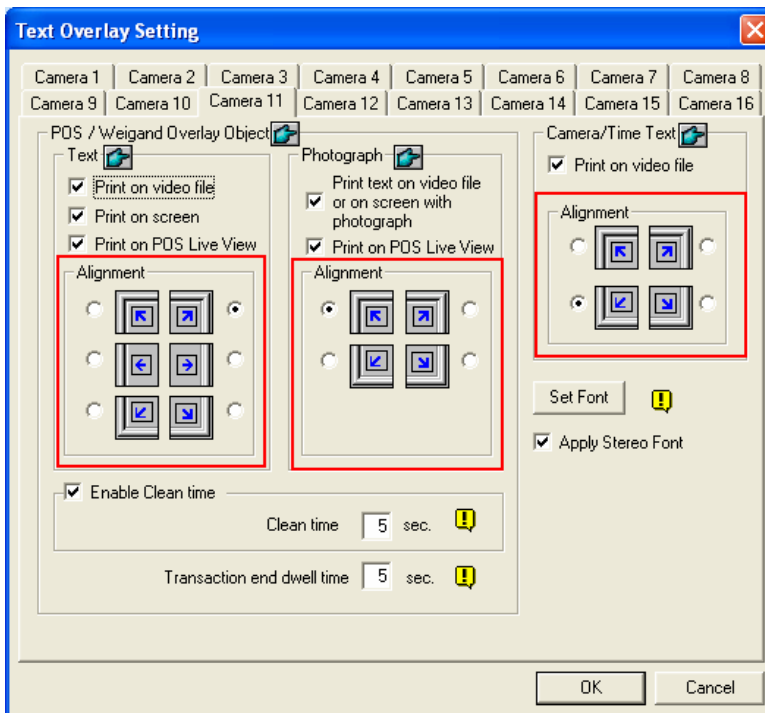 Text Overlay Setting
Camera 1 Camera 2 Camera 3 Camera 4 Camera 5 Camera 6 Camera 7 Camera 8
Camera 9 Camera 10 Camera 11 Camera 12 Camera 13 Camera 14 Camera 15 Camera 16
POS / Weigand Overlay Object
Text
Print on video file
Print on screen
Print on POS Live View
Alignment
Photograph
Print text on video file
or on screen with
photograph
Print on POS Live View
Alignment
Enable Clean time
Clean time 5 sec.
Transaction end dwell time 5 sec.
Camera/Time Text
Print on video file
Alignment
Set Font
Apply Stereo Font
OK Cancel